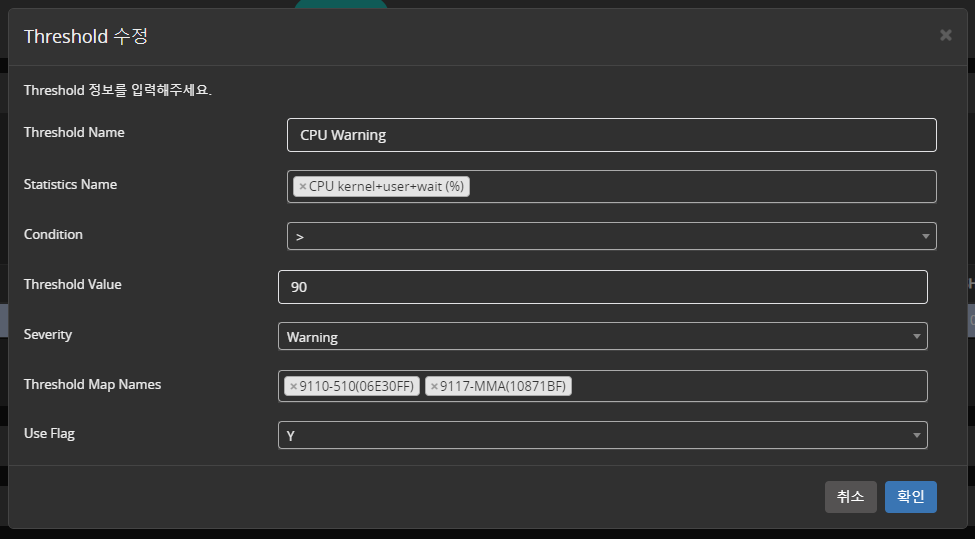 Threshold 수정
×
Threshold 정보를 입력해주세요.
Threshold Name
CPU Warning
Statistics Name
×CPU kernel+user+wait (%)
Condition
>
Threshold Value
90
Severity
Warning
Threshold Map Names
×9110-510(06E30FF) ×9117-MMA(10871BF)
Use Flag
Y
취소 확인